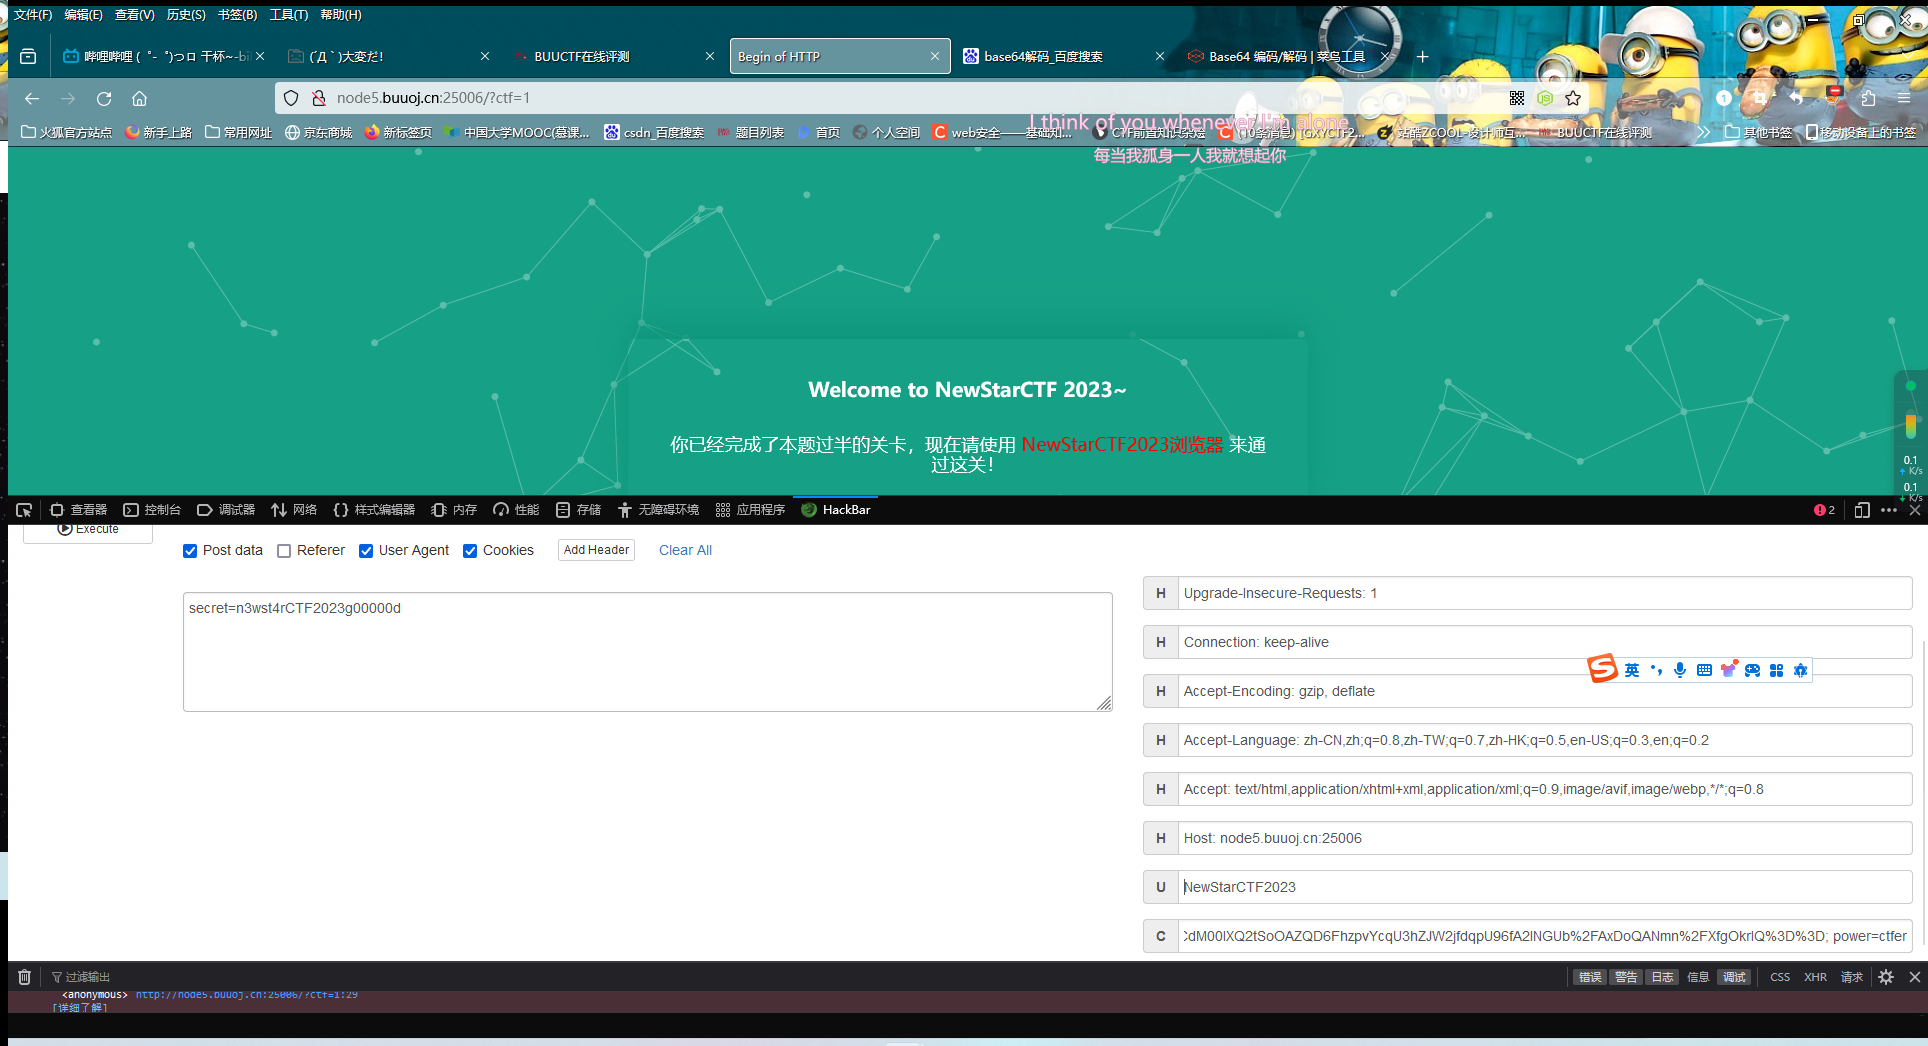 文件(F) 编辑(E) 查看(V) 历史(S) 书签(B) 工具(T) 帮助(H)
哔哩哔哩 (゜-゜)つロ 干杯~-bi
(´Д`)大変だ!
BUUCTF在线评测
Begin of HTTP
base64解码_百度搜索
Base64 编码/解码 | 菜鸟工具
node5.buuoj.cn:25006/?ctf=1
火狐官方站点 新手上路 常用网址 京东商城 新标签页 中国大学MOOC(慕课... csdn_百度搜索 题目列表 首页 个人空间 web安全——基础知... CTF前置知识杂烩 (10条消息) [GXYCTF2... 站酷ZCOOL-设计师互... BUUCTF在线评测 其他书签 移动设备上的书签
I think of you whenever I'm alone
每当我孤身一人我就想起你
Welcome to NewStarCTF 2023~
你已经完成了本题过半的关卡，现在请使用 NewStarCTF2023浏览器 来通
过这关！
0.1
K/s
0.1
K/s
查看器 控制台 调试器 网络 样式编辑器 内存 性能 存储 无障碍环境 应用程序 HackBar 2
Execute
Post data Referer User Agent Cookies Add Header Clear All
secret=n3wst4rCTF2023g00000d
H Upgrade-Insecure-Requests: 1
H Connection: keep-alive
英
H Accept-Encoding: gzip, deflate
H Accept-Language: zh-CN,zh;q=0.8,zh-TW;q=0.7,zh-HK;q=0.5,en-US;q=0.3,en;q=0.2
H Accept: text/html,application/xhtml+xml,application/xml;q=0.9,image/avif,image/webp,*/*;q=0.8
H Host: node5.buuoj.cn:25006
U NewStarCTF2023
C CdM00lXQ2tSoOAZQD6FhzpvYcqU3hZJW2jfdqpU96fA2lNGUb%2FAxDoQANmn%2FXfgOkrlQ%3D%3D; power=ctfer
过滤输出
错误 警告 日志 信息 调试 CSS XHR 请求
<anonymous> http://node5.buuoj.cn:25006/?ctf=1:29
[详细了解]